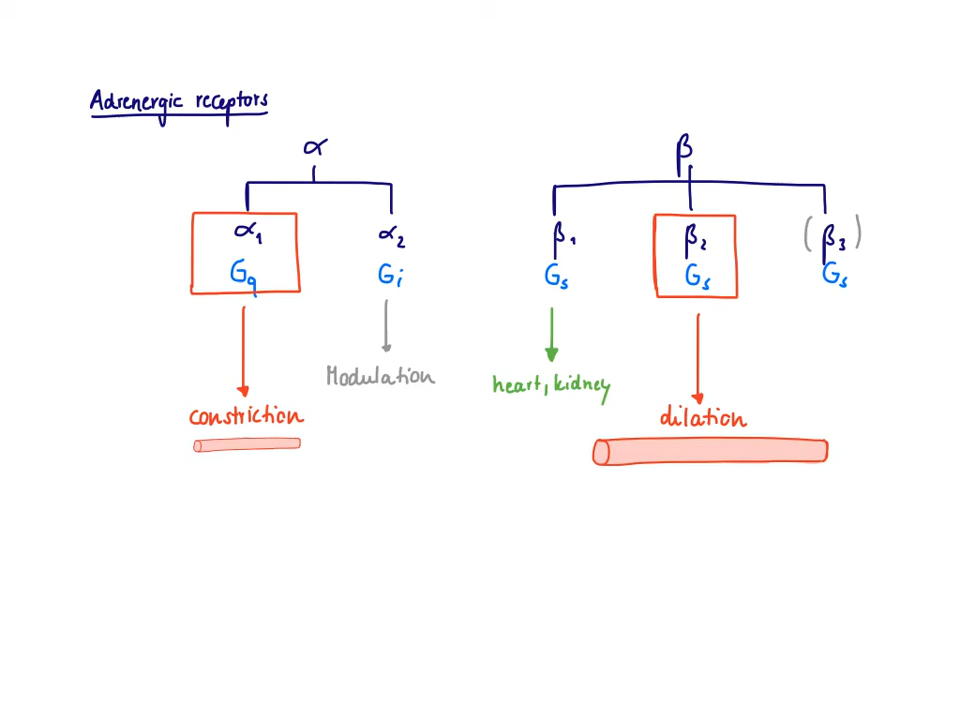 Adrenergic receptors
α
β
α₁
α₂
β₁
β₂
(β₃)
Gq
Gi
Gs
Gs
Gs
Modulation
heart, kidney
constriction
dilation